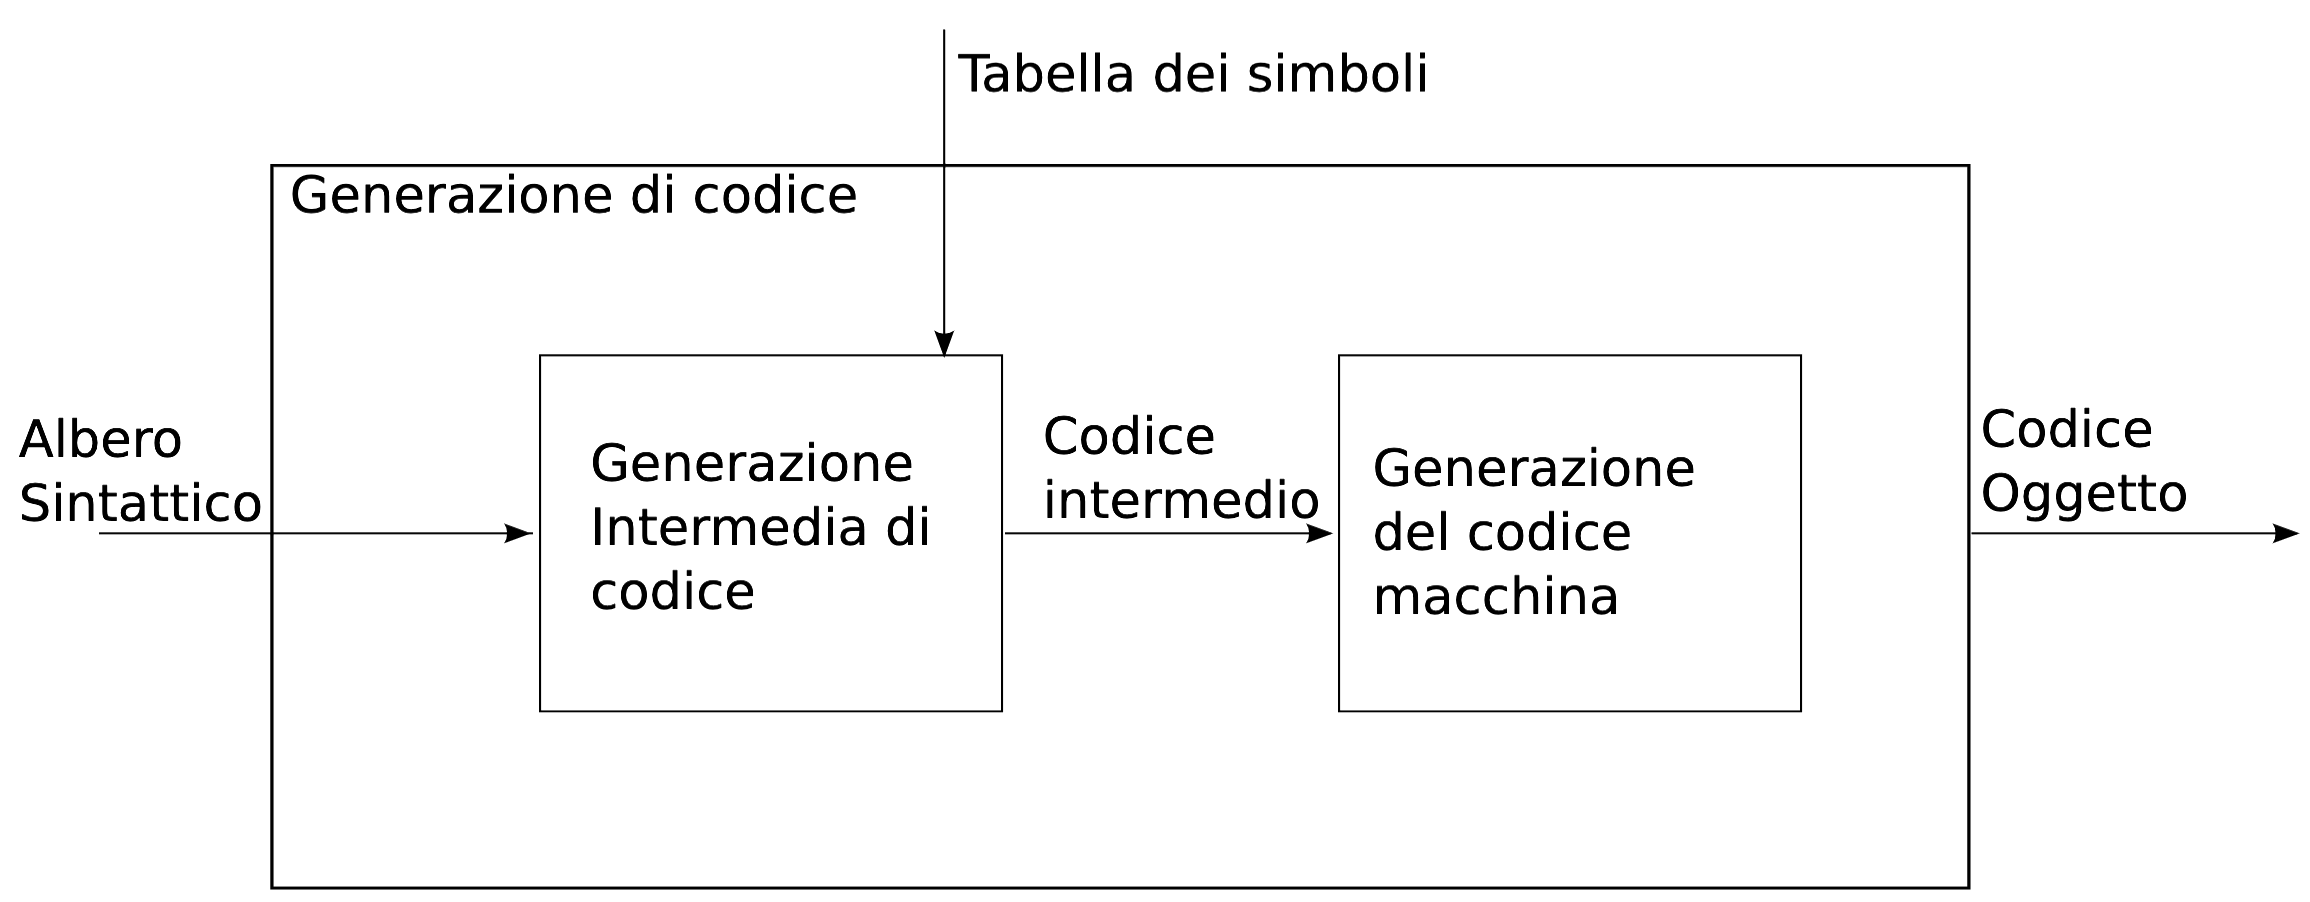 Tabella dei simboli
Generazione di codice
Albero
Sintattico
Generazione
Intermedia di
codice
Codice
intermedio
Generazione
del codice
macchina
Codice
Oggetto